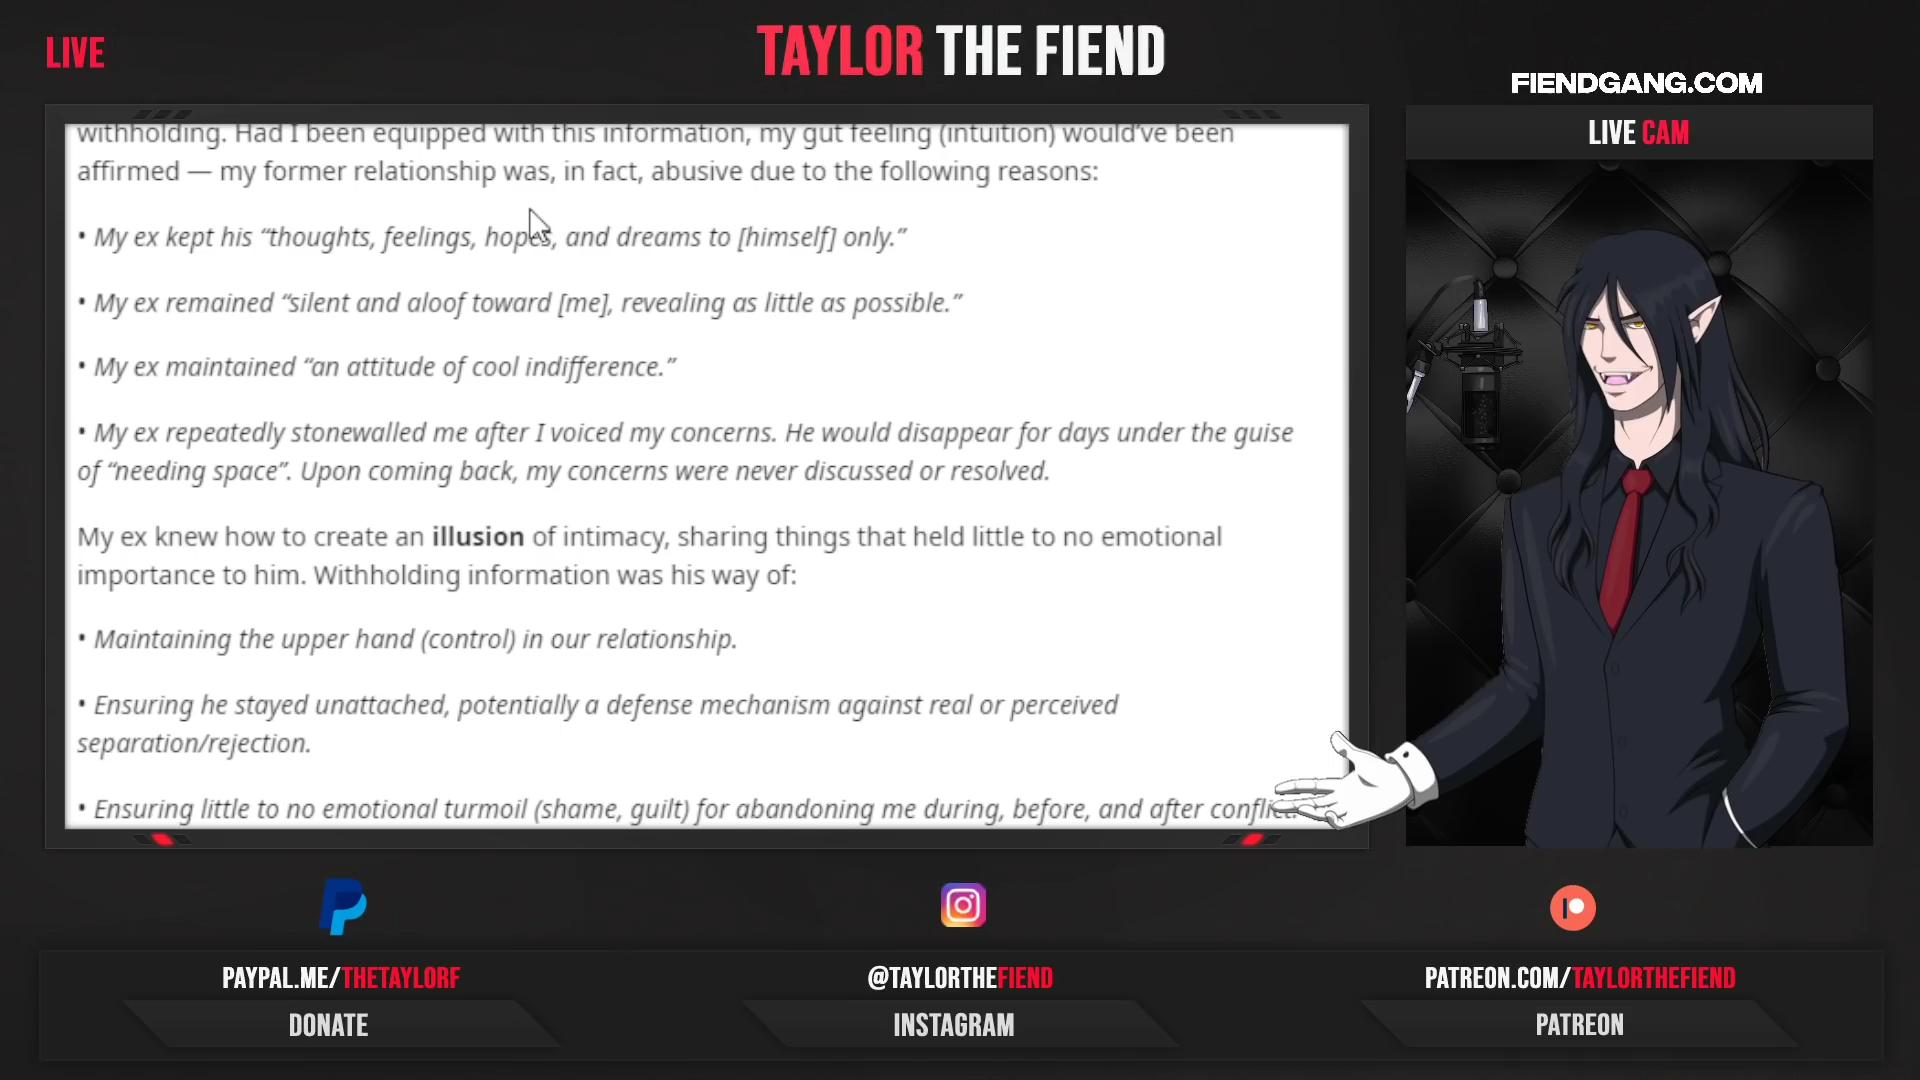 LIVE
TAYLOR THE FIEND
FIENDGANG.COM
LIVE CAM
withholding. Had I been equipped with this information, my gut feeling (intuition) would’ve been
affirmed — my former relationship was, in fact, abusive due to the following reasons:
• My ex kept his “thoughts, feelings, hopes, and dreams to [himself] only.”
• My ex remained “silent and aloof toward [me], revealing as little as possible.”
• My ex maintained “an attitude of cool indifference.”
• My ex repeatedly stonewalled me after I voiced my concerns. He would disappear for days under the guise
of “needing space”. Upon coming back, my concerns were never discussed or resolved.
My ex knew how to create an illusion of intimacy, sharing things that held little to no emotional
importance to him. Withholding information was his way of:
• Maintaining the upper hand (control) in our relationship.
• Ensuring he stayed unattached, potentially a defense mechanism against real or perceived
separation/rejection.
• Ensuring little to no emotional turmoil (shame, guilt) for abandoning me during, before, and after conflict.
PAYPAL.ME/THETAYLORF
DONATE
@TAYLORTHEFIEND
INSTAGRAM
PATREON.COM/TAYLORTHEFIEND
PATREON